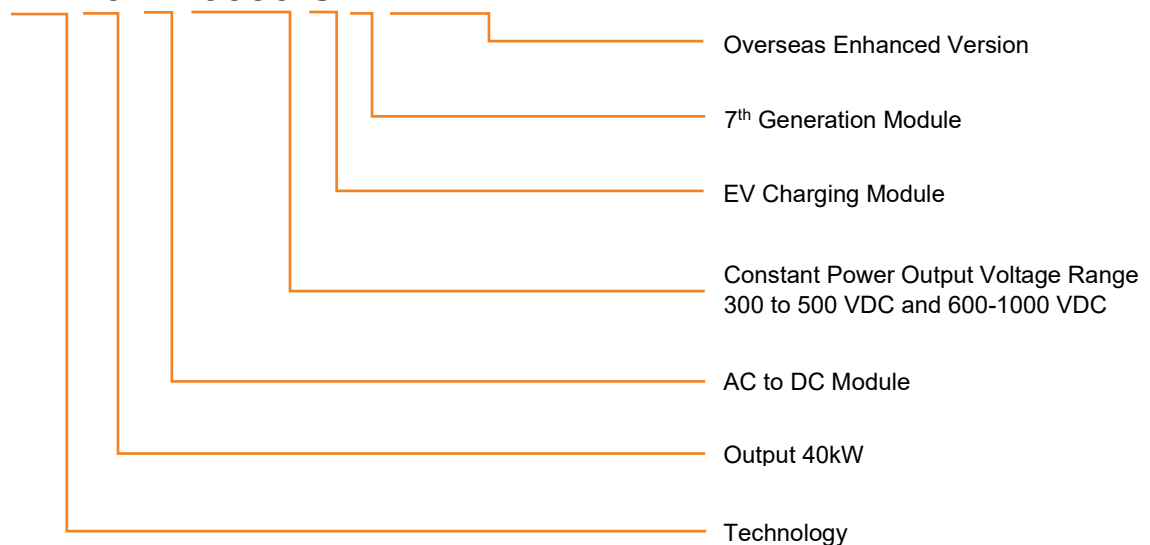 Overseas Enhanced Version
7th Generation Module
EV Charging Module
Constant Power Output Voltage Range
300 to 500 VDC and 600-1000 VDC
AC to DC Module
Output 40kW
Technology